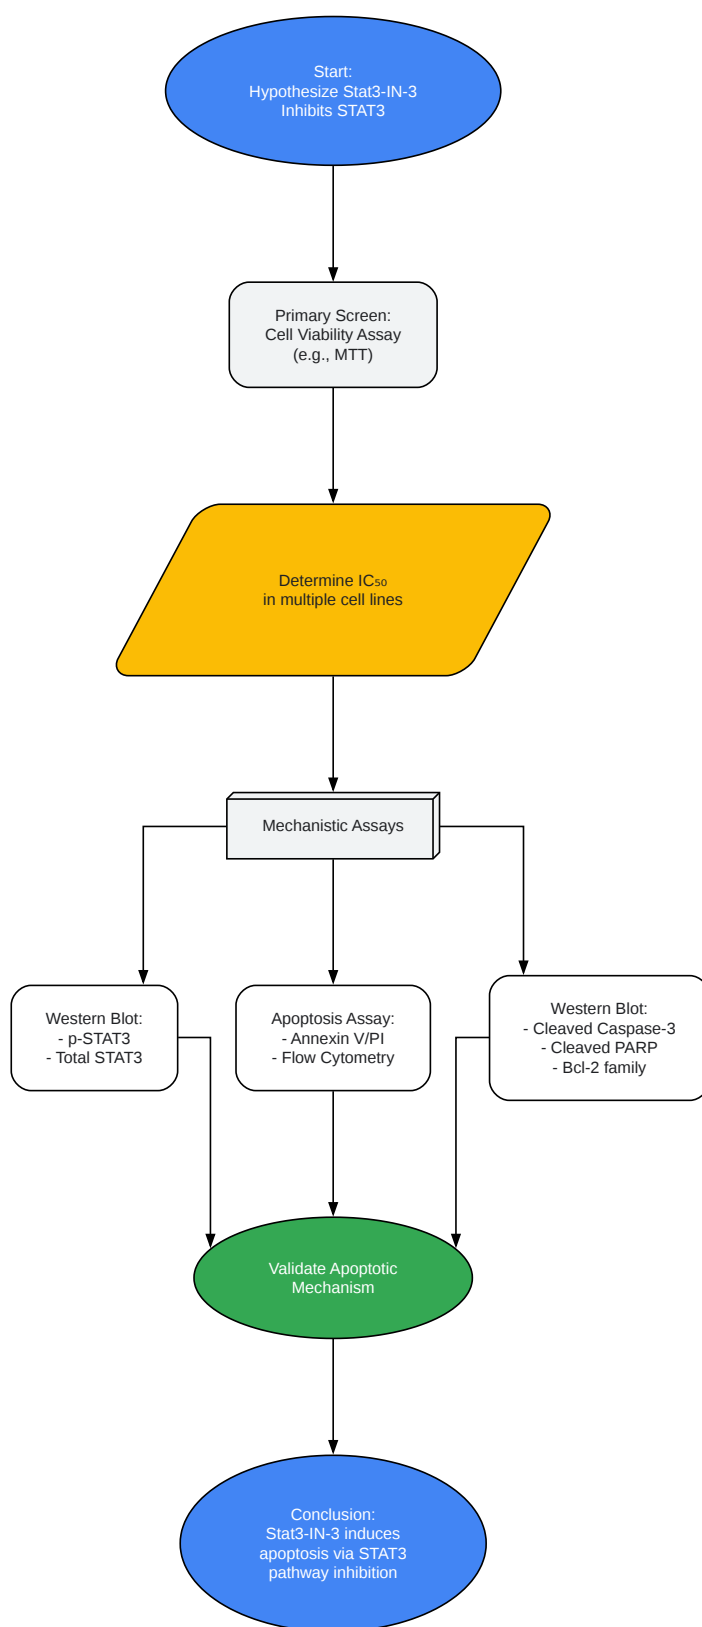 Start:
Hypothesize Stat3-IN-3
Inhibits STAT3
Primary Screen:
Cell Viability Assay
(e.g., MTT)
Determine IC₅₀
in multiple cell lines
Mechanistic Assays
Western Blot:
- p-STAT3
- Total STAT3
Apoptosis Assay:
- Annexin V/PI
- Flow Cytometry
Western Blot:
- Cleaved Caspase-3
- Cleaved PARP
- Bcl-2 family
Validate Apoptotic
Mechanism
Conclusion:
Stat3-IN-3 induces
apoptosis via STAT3
pathway inhibition